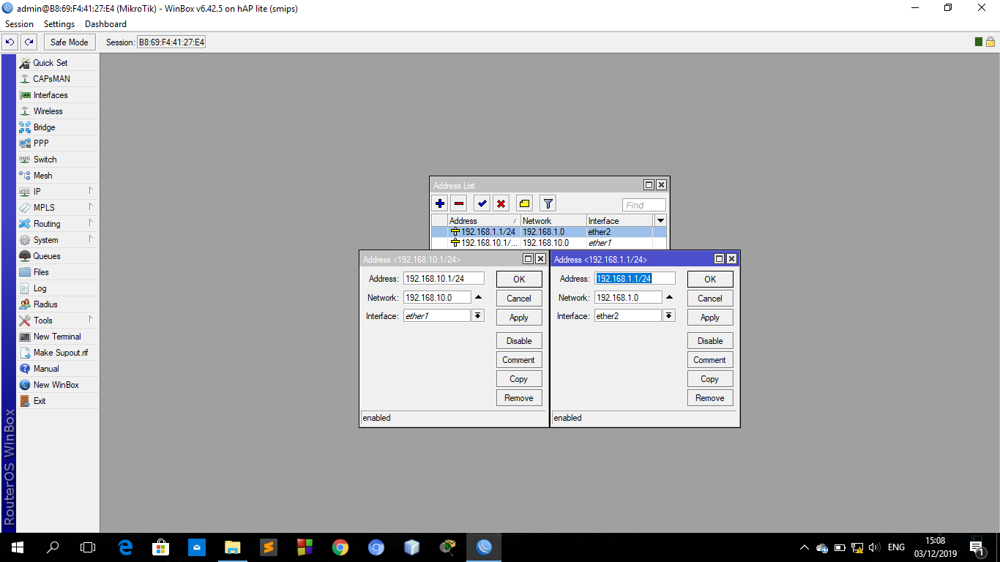 admin@B8:69:F4:41:27:E4 (MikroTik) - WinBox v6.42.5 on hAP lite (smips)
Session Settings Dashboard
Safe Mode Session: B8:69:F4:41:27:E4
Quick Set
CAPsMAN
Interfaces
Wireless
Bridge
PPP
Switch
Mesh
IP
MPLS
Routing
System
Queues
Files
Log
Radius
Tools
New Terminal
Make Supout.rif
Manual
New WinBox
Exit
RouterOS WinBox
Address List
Find
Address Network Interface
192.168.1.1/24 192.168.1.0 ether2
192.168.10.1/... 192.168.10.0 ether1
Address <192.168.10.1/24>
Address: 192.168.10.1/24 OK
Network: 192.168.10.0 Cancel
Interface: ether1 Apply
Disable
Comment
Copy
Remove
enabled
Address <192.168.1.1/24>
Address: 192.168.1.1/24 OK
Network: 192.168.1.0 Cancel
Interface: ether2 Apply
Disable
Comment
Copy
Remove
enabled
ENG
15:08
03/12/2019
1